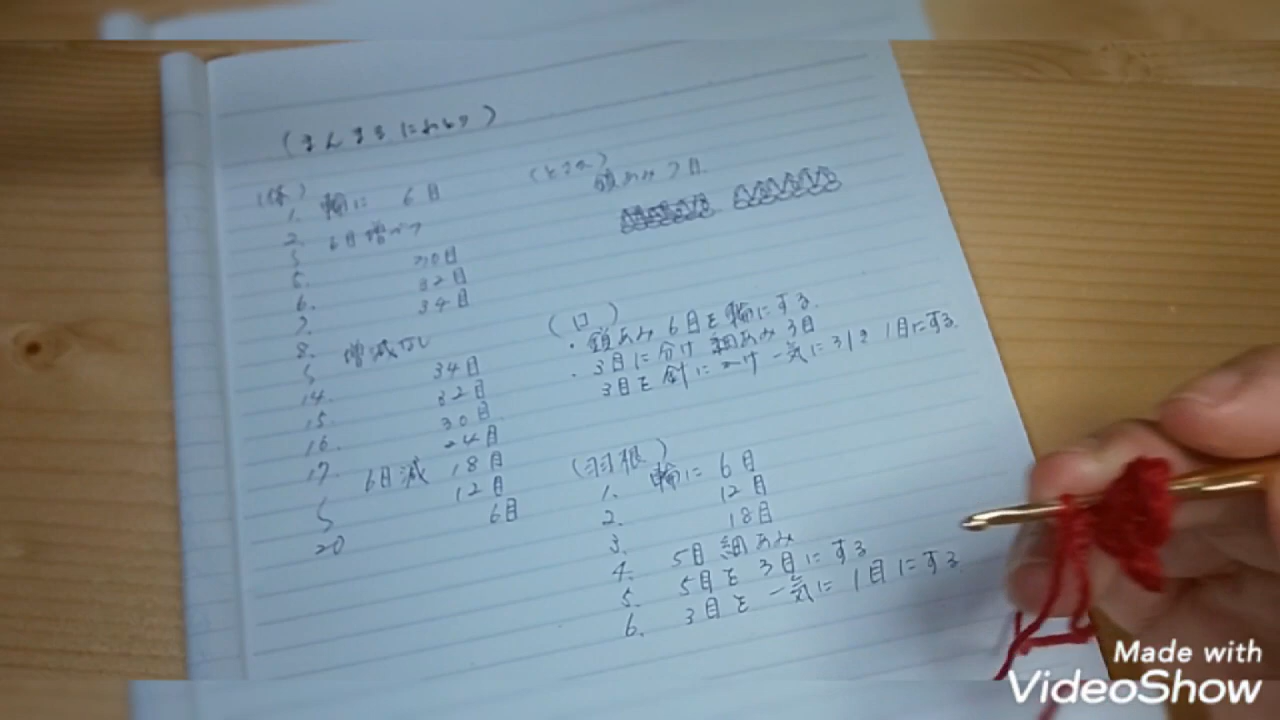 (まんまるにわとり)
(体)
1. 輪に 6目
2. 6目増やす
5. 30目
6. 32目
7. 34目
8. 増減なし
14. 34目
15. 32目
16. 30目
17. 24目
6目減 18目
12目
20 6目
(とさか)
鎖あみ 7目
(口)
・鎖あみ 6目を輪にする.
・3目に分け 細あみ 3目
3目を針にかけ 一気に引き 1目にする.
(羽根)
1. 輪に 6目
2. 12目
3. 18目
4. 5目 細あみ
5. 5目を 3目にする
6. 3目を 一気に 1目にする.
Made with
VideoShow